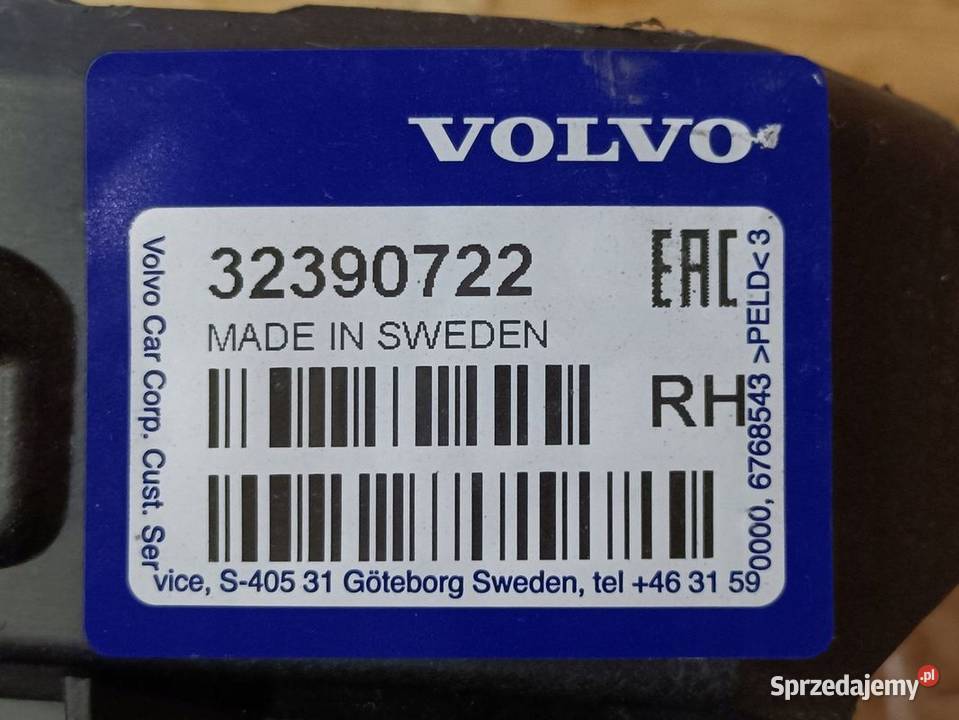 VOLVO
32390722
EAC
MADE IN SWEDEN
RH
Volvo Car Corp. Cust. Ser
vice, S-405 31 Göteborg Sweden, tel +46 31 59
0000, 6768543 >PELD< 3
Sprzedajemy.pl